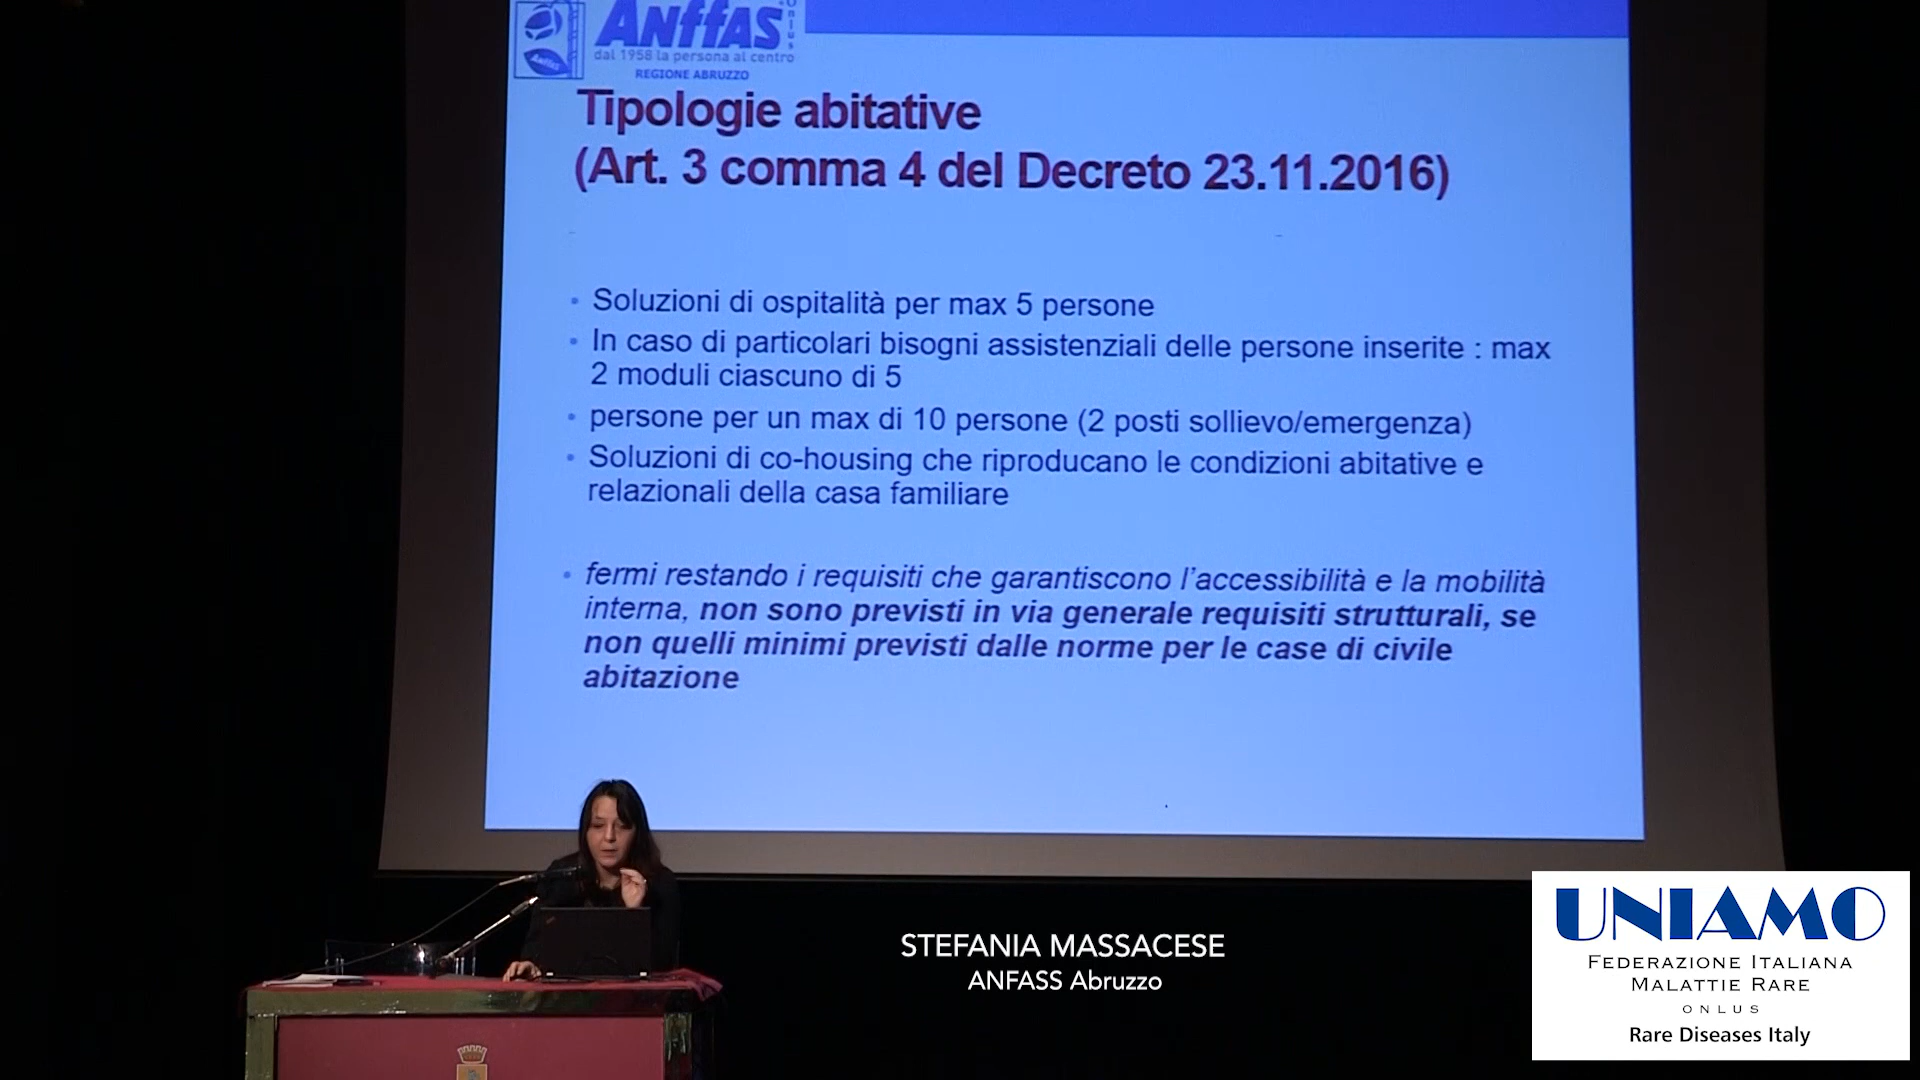 ANffAS
Onlus
dal 1958 la persona al centro
REGIONE ABRUZZO
Anffas
Tipologie abitative
(Art. 3 comma 4 del Decreto 23.11.2016)
• Soluzioni di ospitalità per max 5 persone
• In caso di particolari bisogni assistenziali delle persone inserite : max
2 moduli ciascuno di 5
• persone per un max di 10 persone (2 posti sollievo/emergenza)
• Soluzioni di co-housing che riproducano le condizioni abitative e
relazionali della casa familiare
• fermi restando i requisiti che garantiscono l'accessibilità e la mobilità
interna, non sono previsti in via generale requisiti strutturali, se
non quelli minimi previsti dalle norme per le case di civile
abitazione
STEFANIA MASSACESE
ANFASS Abruzzo
UNIAMO
FEDERAZIONE ITALIANA
MALATTIE RARE
ONLUS
Rare Diseases Italy